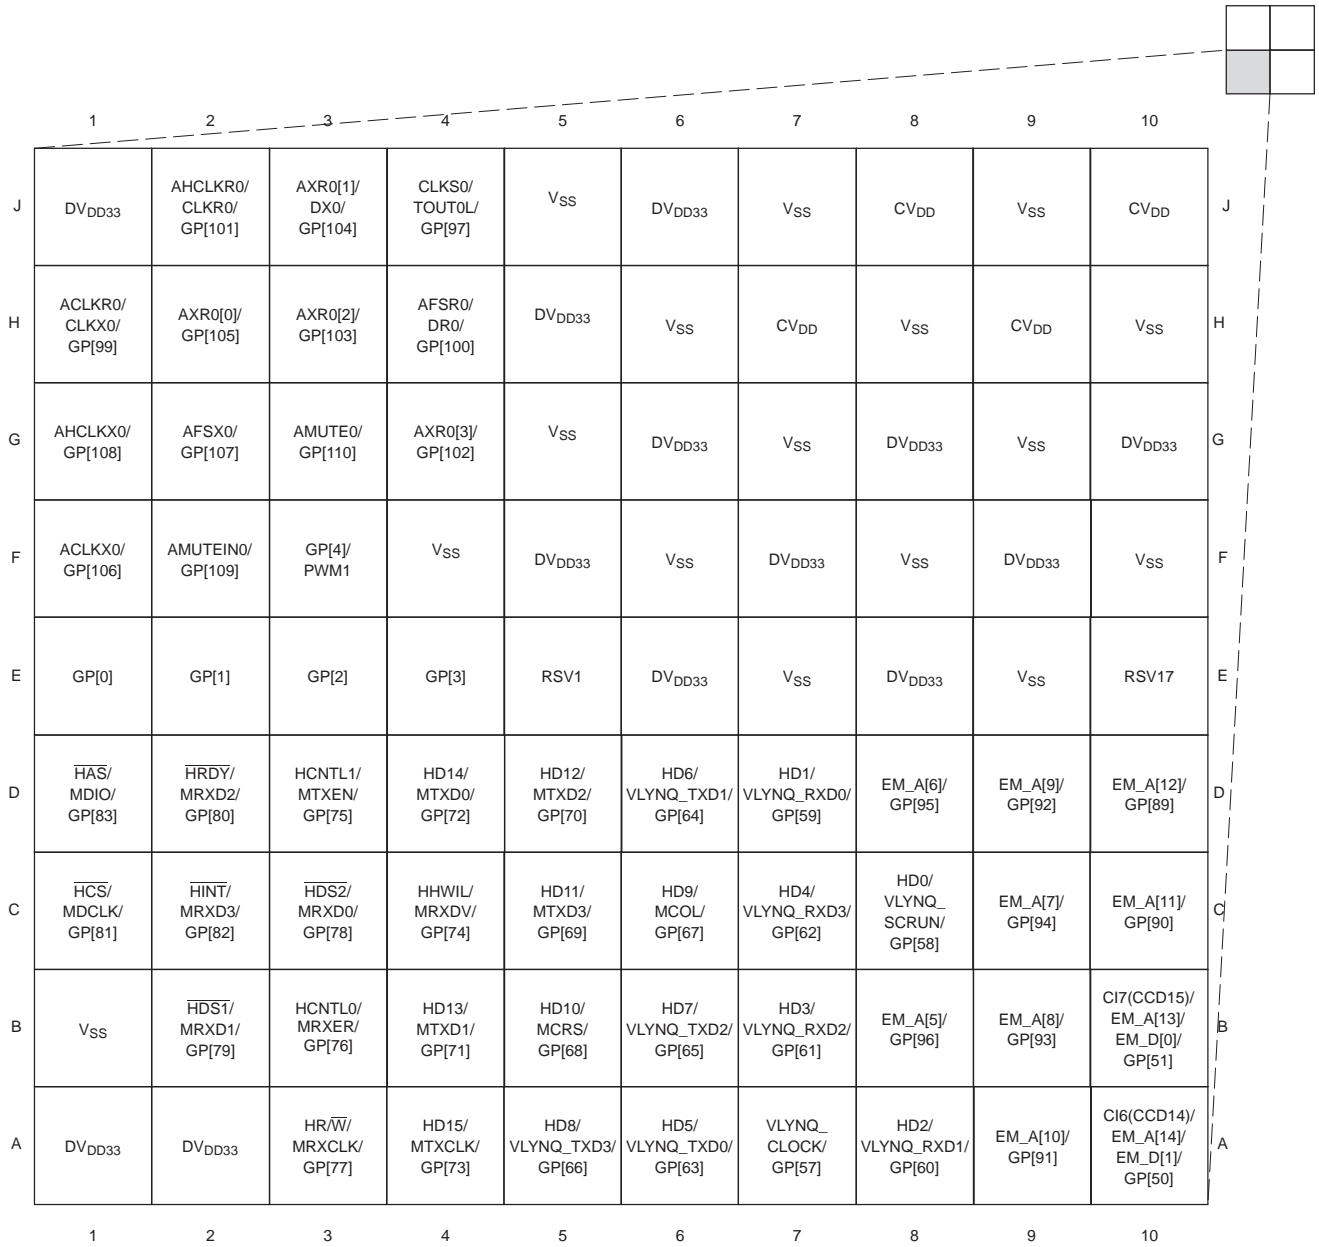 1 2 3 4 5 6 7 8 9 10
J
DVDD33
AHCLKR0/
CLKR0/
GP[101]
AXR0[1]/
DX0/
GP[104]
CLKS0/
TOUT0L/
GP[97]
VSS
DVDD33
VSS
CVDD
VSS
CVDD
J
H
ACLKR0/
CLKX0/
GP[99]
AXR0[0]/
GP[105]
AXR0[2]/
GP[103]
AFSR0/
DR0/
GP[100]
DVDD33
VSS
CVDD
VSS
CVDD
VSS
H
G
AHCLKX0/
GP[108]
AFSX0/
GP[107]
AMUTE0/
GP[110]
AXR0[3]/
GP[102]
VSS
DVDD33
VSS
DVDD33
VSS
DVDD33
G
F
ACLKX0/
GP[106]
AMUTEIN0/
GP[109]
GP[4]/
PWM1
VSS
DVDD33
VSS
DVDD33
VSS
DVDD33
VSS
F
E
GP[0]
GP[1]
GP[2]
GP[3]
RSV1
DVDD33
VSS
DVDD33
VSS
RSV17
E
D
HAS/
MDIO/
GP[83]
HRDY/
MRXD2/
GP[80]
HCNTL1/
MTXEN/
GP[75]
HD14/
MTXD0/
GP[72]
HD12/
MTXD2/
GP[70]
HD6/
VLYNQ_TXD1/
GP[64]
HD1/
VLYNQ_RXD0/
GP[59]
EM_A[6]/
GP[95]
EM_A[9]/
GP[92]
EM_A[12]/
GP[89]
D
C
HCS/
MDCLK/
GP[81]
HINT/
MRXD3/
GP[82]
HDS2/
MRXD0/
GP[78]
HHWIL/
MRXDV/
GP[74]
HD11/
MTXD3/
GP[69]
HD9/
MCOL/
GP[67]
HD4/
VLYNQ_RXD3/
GP[62]
HD0/
VLYNQ_
SCRUN/
GP[58]
EM_A[7]/
GP[94]
EM_A[11]/
GP[90]
C
B
VSS
HDS1/
MRXD1/
GP[79]
HCNTL0/
MRXER/
GP[76]
HD13/
MTXD1/
GP[71]
HD10/
MCRS/
GP[68]
HD7/
VLYNQ_TXD2/
GP[65]
HD3/
VLYNQ_RXD2/
GP[61]
EM_A[5]/
GP[96]
EM_A[8]/
GP[93]
CI7(CCD15)/
EM_A[13]/
EM_D[0]/
GP[51]
B
A
DVDD33
DVDD33
HR/W/
MRXCLK/
GP[77]
HD15/
MTXCLK/
GP[73]
HD8/
VLYNQ_TXD3/
GP[66]
HD5/
VLYNQ_TXD0/
GP[63]
VLYNQ_
CLOCK/
GP[57]
HD2/
VLYNQ_RXD1/
GP[60]
EM_A[10]/
GP[91]
CI6(CCD14)/
EM_A[14]/
EM_D[1]/
GP[50]
A
1 2 3 4 5 6 7 8 9 10